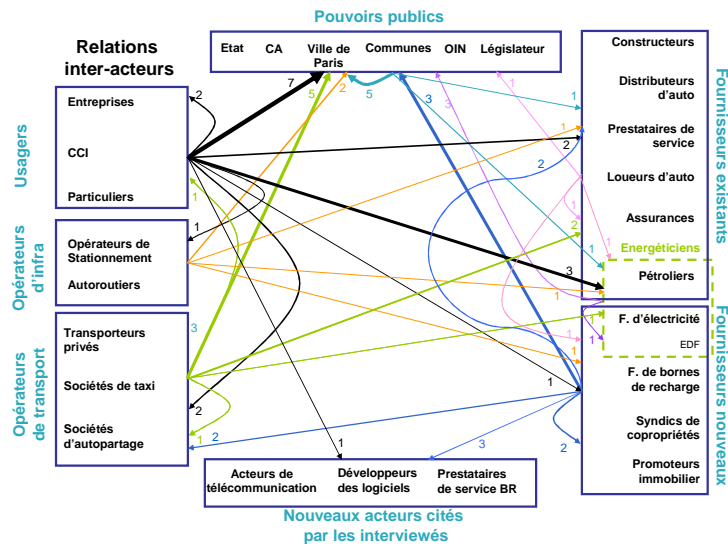 Pouvoirs publics
Relations
inter-acteurs
Etat CA Ville de Paris Communes OIN Législateur
Usagers
Entreprises
CCI
Particuliers
Opérateurs
d'infra
Opérateurs de
Stationnement
Autoroutiers
Opérateurs
de transport
Transporteurs
privés
Sociétés de taxi
Sociétés
d'autopartage
Constructeurs
Distributeurs
d'auto
Prestataires de
service
Loueurs d'auto
Assurances
Energéticiens
Pétroliers
Fournisseurs existants
F. d'électricité
EDF
F. de bornes
de recharge
Syndics de
copropriétés
Promoteurs
immobilier
Fournisseurs nouveaux
Acteurs de
télécommunication
Développeurs
des logiciels
Prestataires
de service BR
Nouveaux acteurs cités
par les interviewés
7
5
2
5
3
3
1
1
2
1
2
2
1
1
2
1
3
1
1
1
1
1
1
3
2
1
2
1
1
3
2